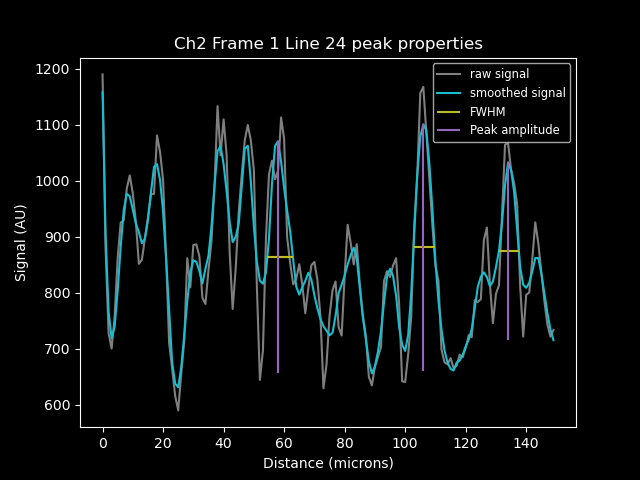 Ch2 Frame 1 Line 24 peak properties
raw signal
smoothed signal
FWHM
Peak amplitude
Signal (AU)
1200
1100
1000
900
800
700
600
0 20 40 60 80 100 120 140
Distance (microns)